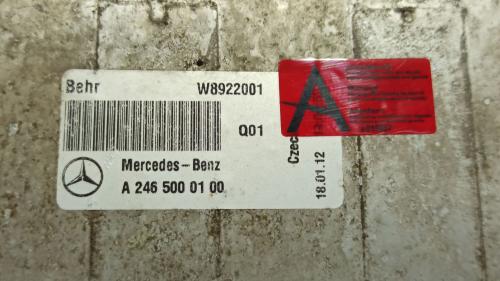 Behr W8922001
Q01
Mercedes-Benz
A 246 500 01 00
Czec
18.01.12
A